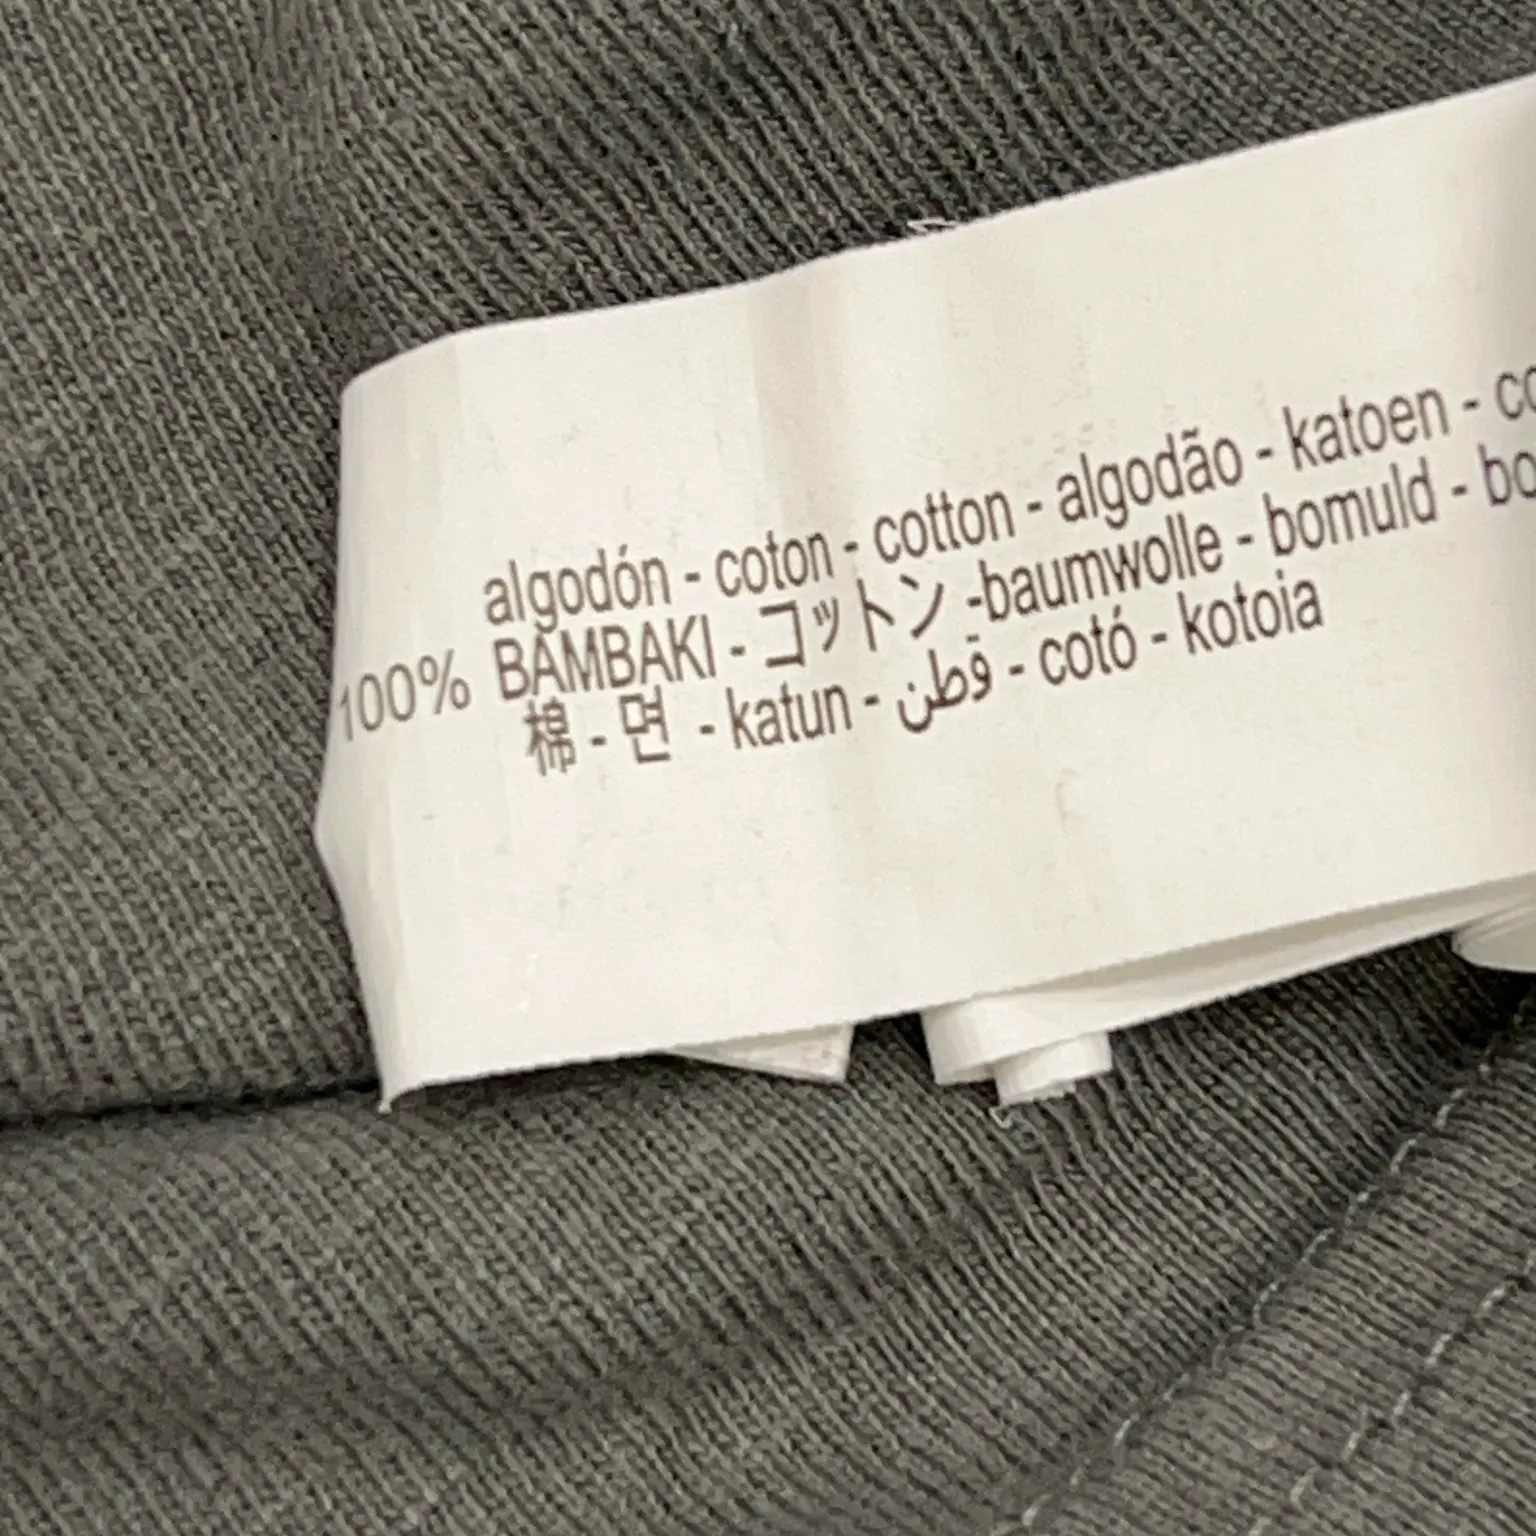 algodón - coton - cotton - algodão - katoen - co
100% BAMBAKI - コットン -baumwolle - bomuld - bo
棉 - 면 - katun - قطن - cotó - kotoia